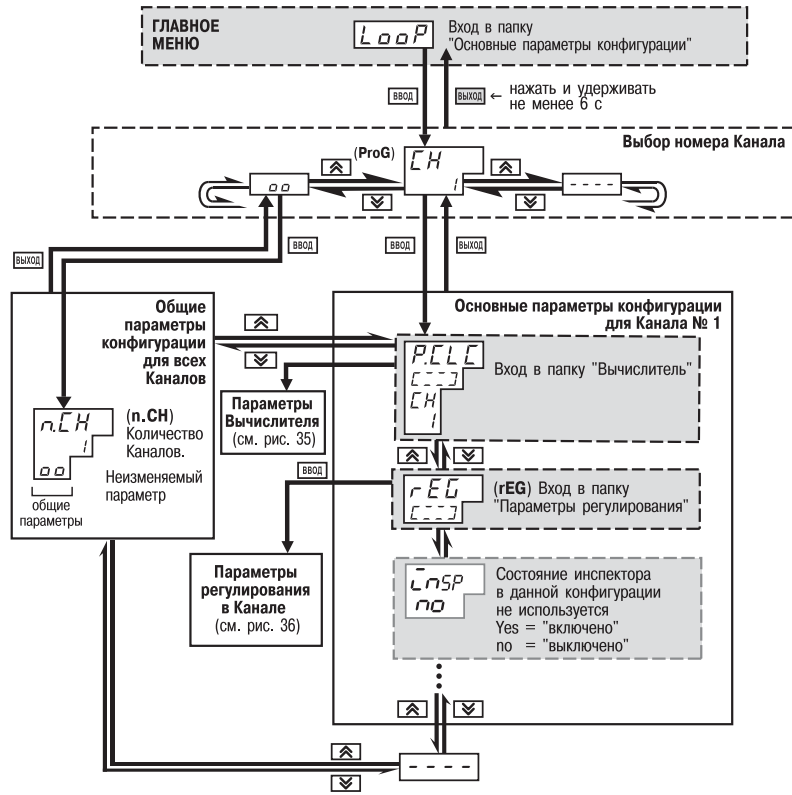 ГЛАВНОЕ
МЕНЮ
LooP
Вход в папку
"Основные параметры конфигурации"
ВВОД
ВЫХОД
← нажать и удерживать
не менее 6 с
Выбор номера Канала
(ProG)
CH
1
oo
- - - -
ВЫХОД
ВВОД
ВВОД
ВЫХОД
Общие
параметры
конфигурации
для всех
Каналов
n.CH
1
oo
(n.CH)
Количество
Каналов.
Неизменяемый
параметр
общие
параметры
Основные параметры конфигурации
для Канала № 1
P.CLC
[---]
CH
1
Вход в папку "Вычислитель"
Параметры
Вычислителя
(см. рис. 35)
ВВОД
rEG
[---]
(rEG) Вход в папку
"Параметры регулирования"
Параметры
регулирования
в Канале
(см. рис. 36)
inSP
no
Состояние инспектора
в данной конфигурации
не используется
Yes = "включено"
no = "выключено"
- - - - -